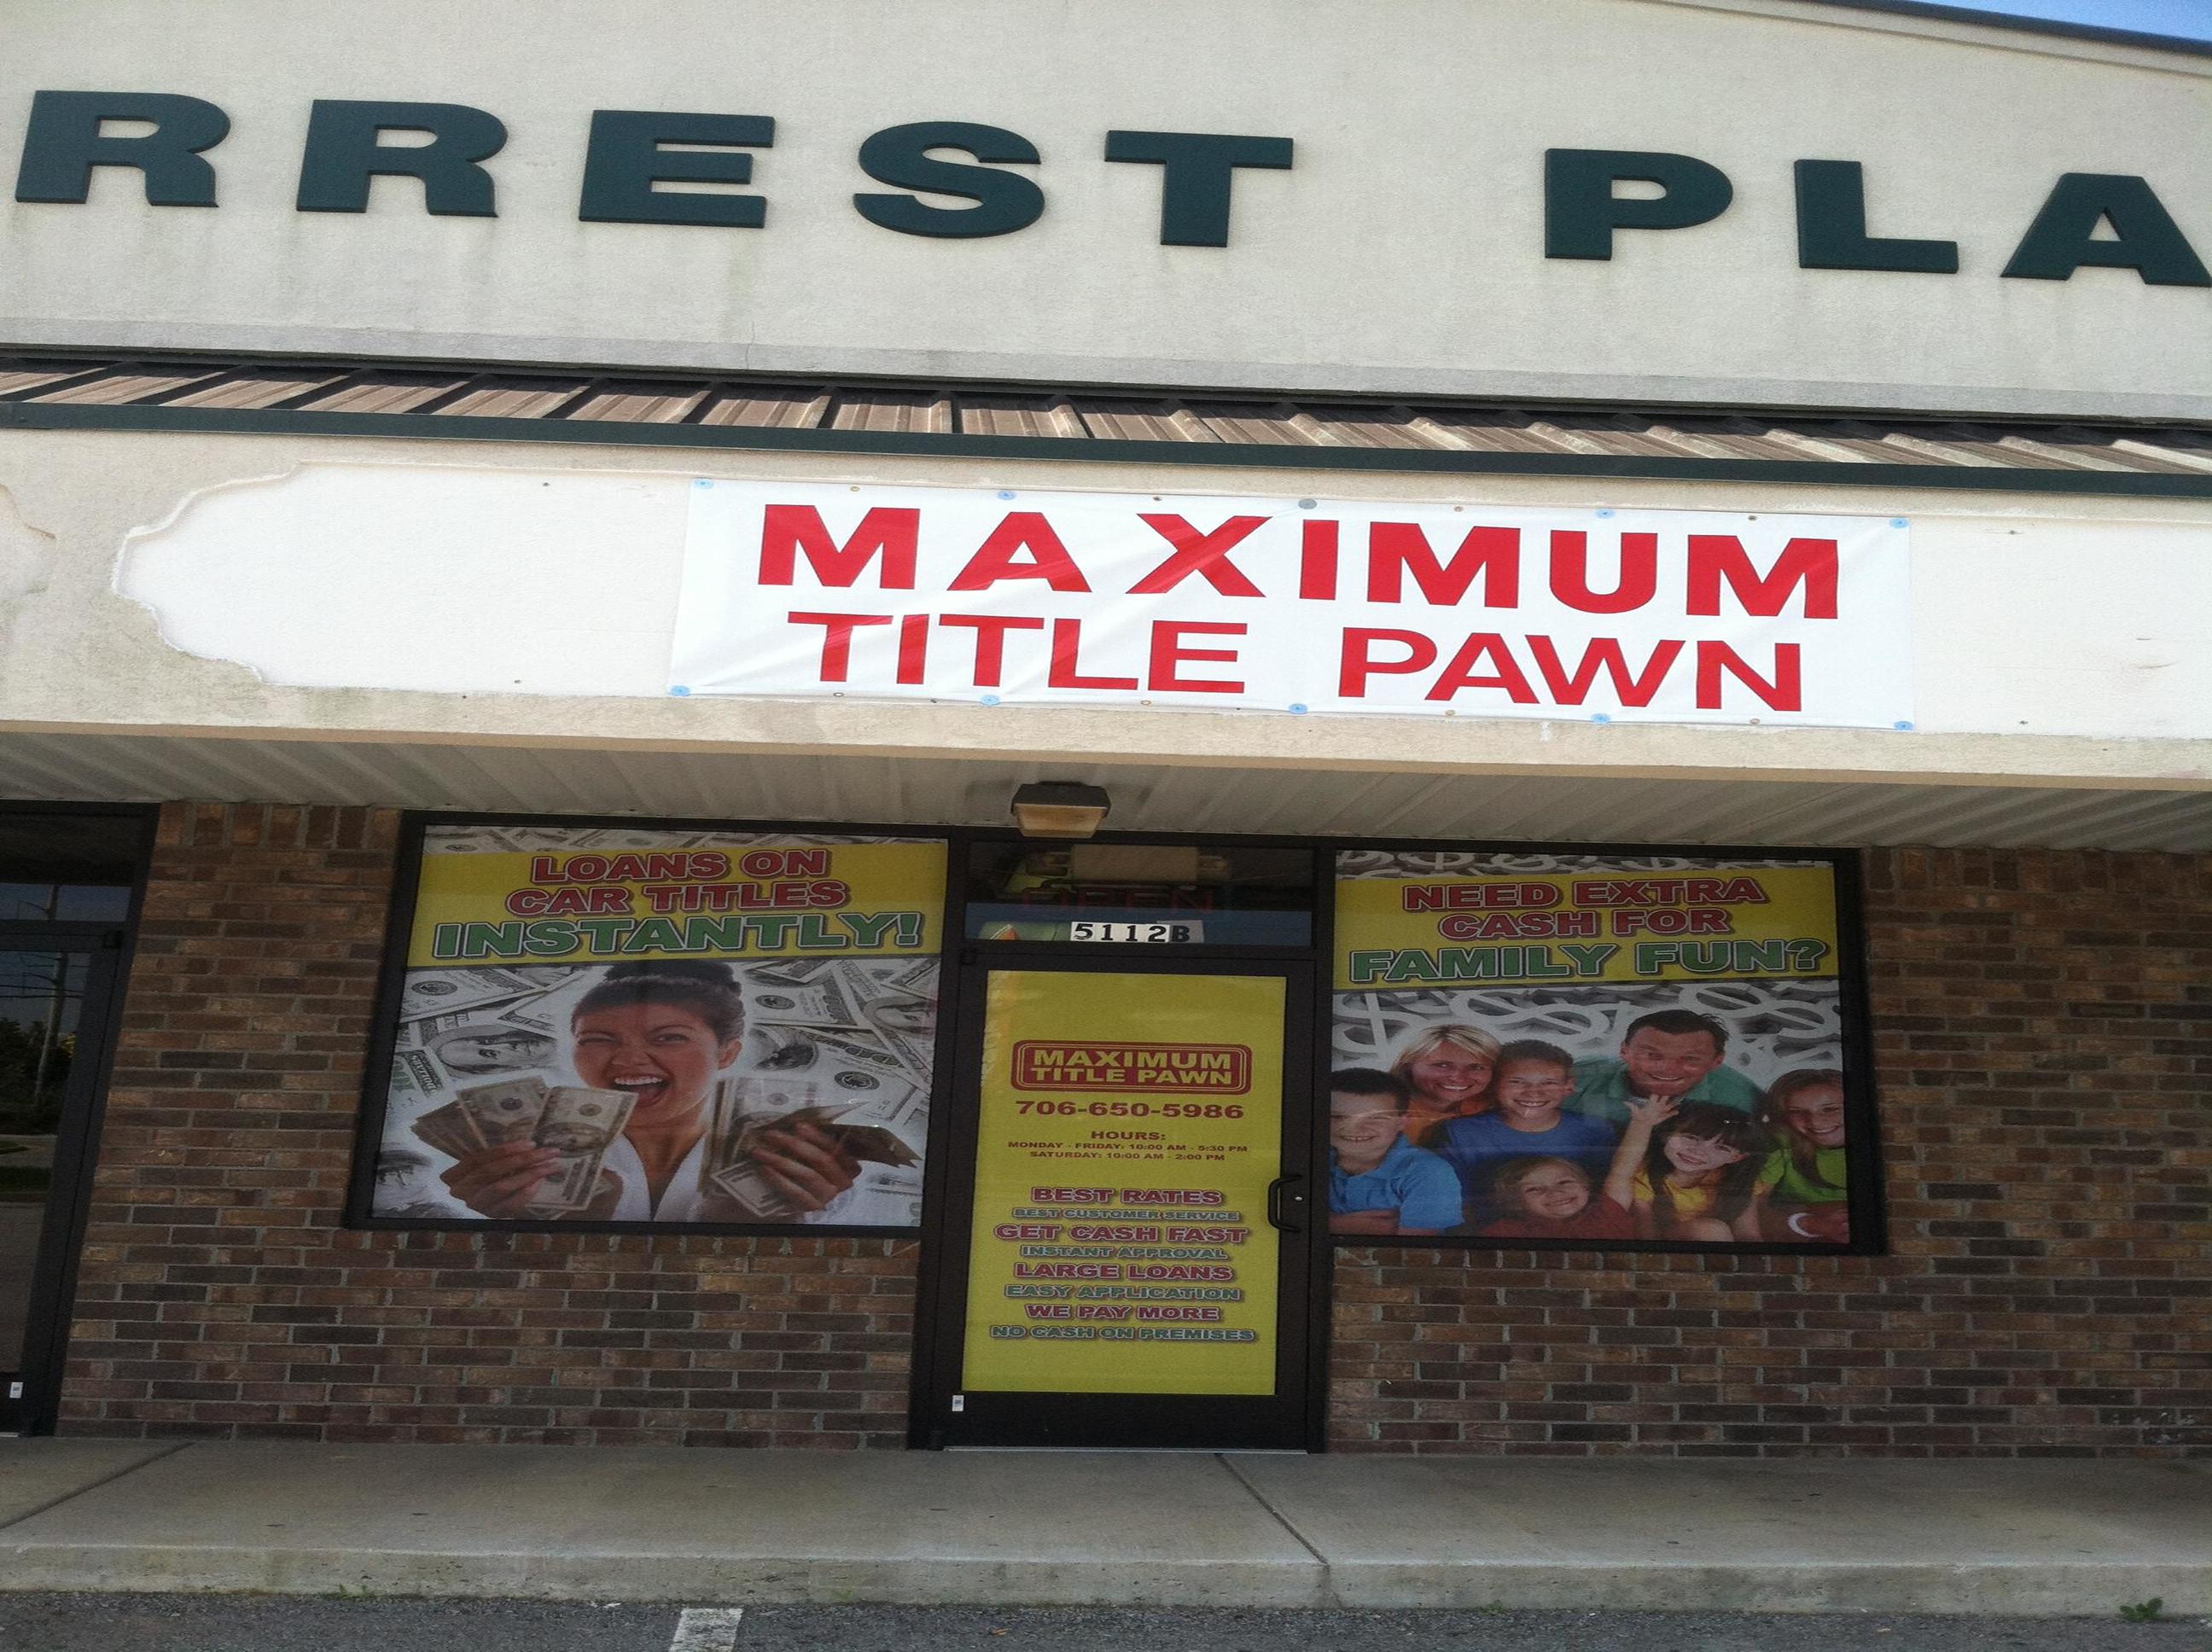 RREST PLA
MAXIMUM
TITLE PAWN
LOANS ON
CAR TITLES
INSTANTLY!
OPEN
5112B
NEED EXTRA
CASH FOR
FAMILY FUN?
MAXIMUM
TITLE PAWN
706-650-5986
HOURS:
MONDAY - FRIDAY: 10:00 AM - 5:30 PM
SATURDAY: 10:00 AM - 2:00 PM
BEST RATES
BEST CUSTOMER SERVICE
GET CASH FAST
INSTANT APPROVAL
LARGE LOANS
EASY APPLICATION
WE PAY MORE
NO CASH ON PREMISES